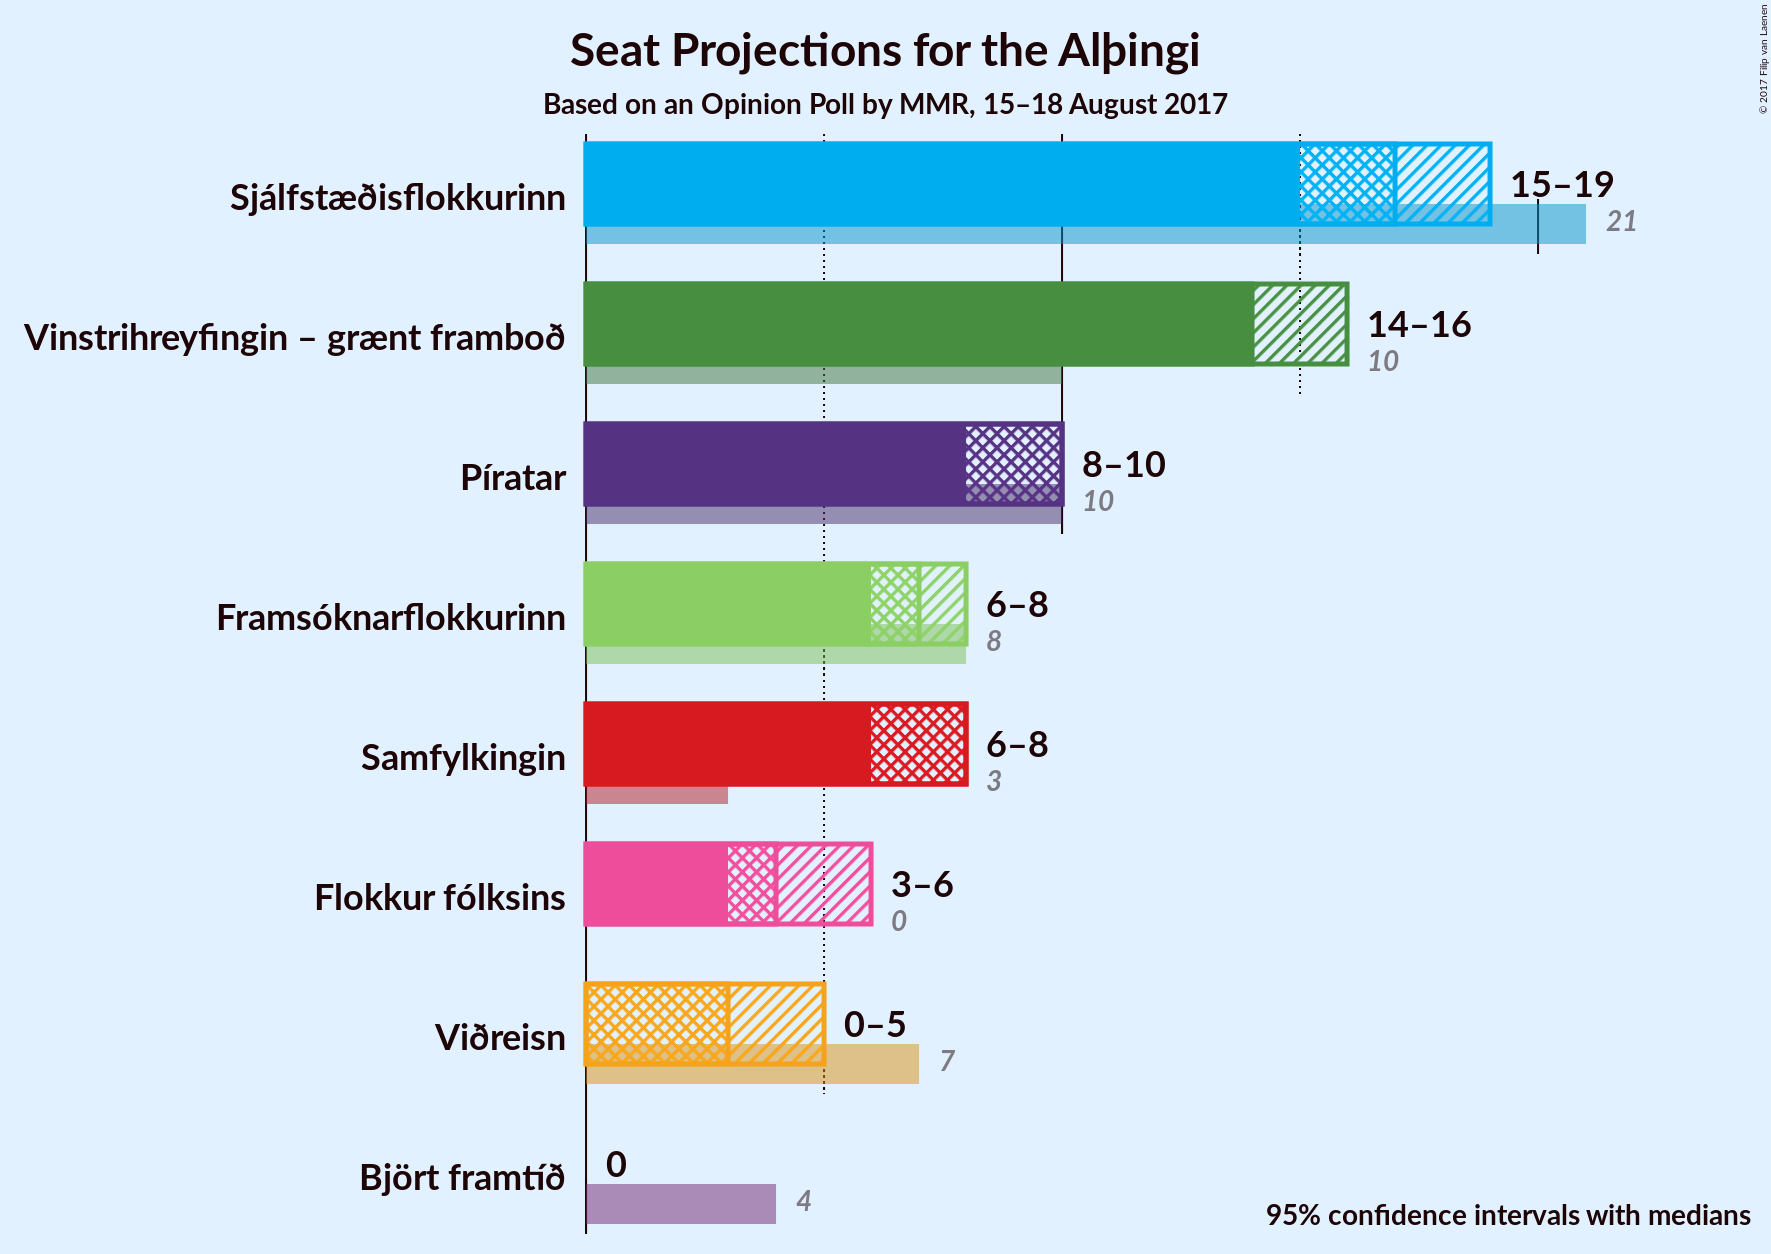 Seat Projections for the Alþingi
Based on an Opinion Poll by MMR, 15–18 August 2017
© 2017 Filip van Laenen
Sjálfstæðisflokkurinn
15–19
21
Vinstrihreyfingin – grænt framboð
14–16
10
Píratar
8–10
10
Framsóknarflokkurinn
6–8
8
Samfylkingin
6–8
3
Flokkur fólksins
3–6
0
Viðreisn
0–5
7
Björt framtíð
0
4
95% confidence intervals with medians